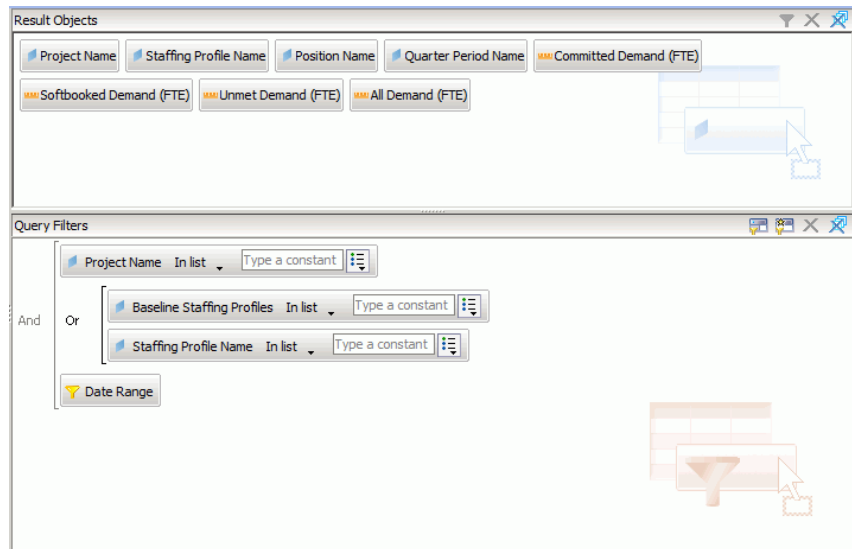 Result Objects
Project Name Staffing Profile Name Position Name Quarter Period Name Committed Demand (FTE)
Softbooked Demand (FTE) Unmet Demand (FTE) All Demand (FTE)
Query Filters
Project Name In list Type a constant
Baseline Staffing Profiles In list Type a constant
And Or
Staffing Profile Name In list Type a constant
Date Range